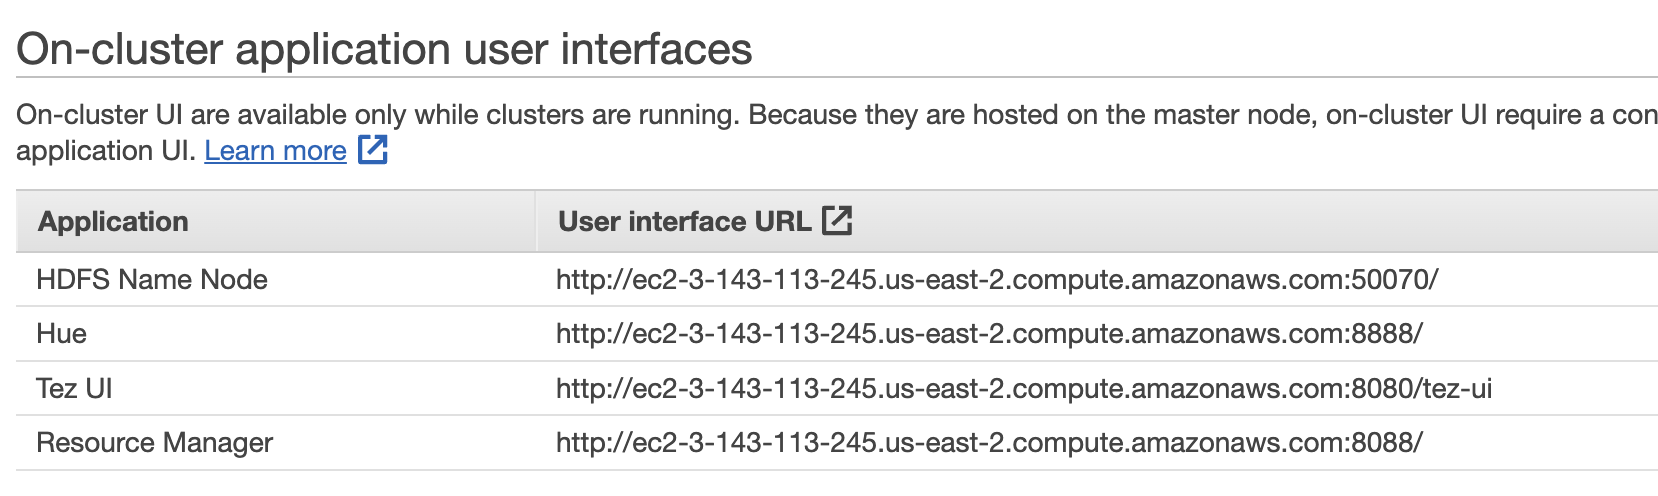 On-cluster application user interfaces
On-cluster UI are available only while clusters are running. Because they are hosted on the master node, on-cluster UI require a con
application UI. Learn more
Application User interface URL
HDFS Name Node http://ec2-3-143-113-245.us-east-2.compute.amazonaws.com:50070/
Hue http://ec2-3-143-113-245.us-east-2.compute.amazonaws.com:8888/
Tez UI http://ec2-3-143-113-245.us-east-2.compute.amazonaws.com:8080/tez-ui
Resource Manager http://ec2-3-143-113-245.us-east-2.compute.amazonaws.com:8088/